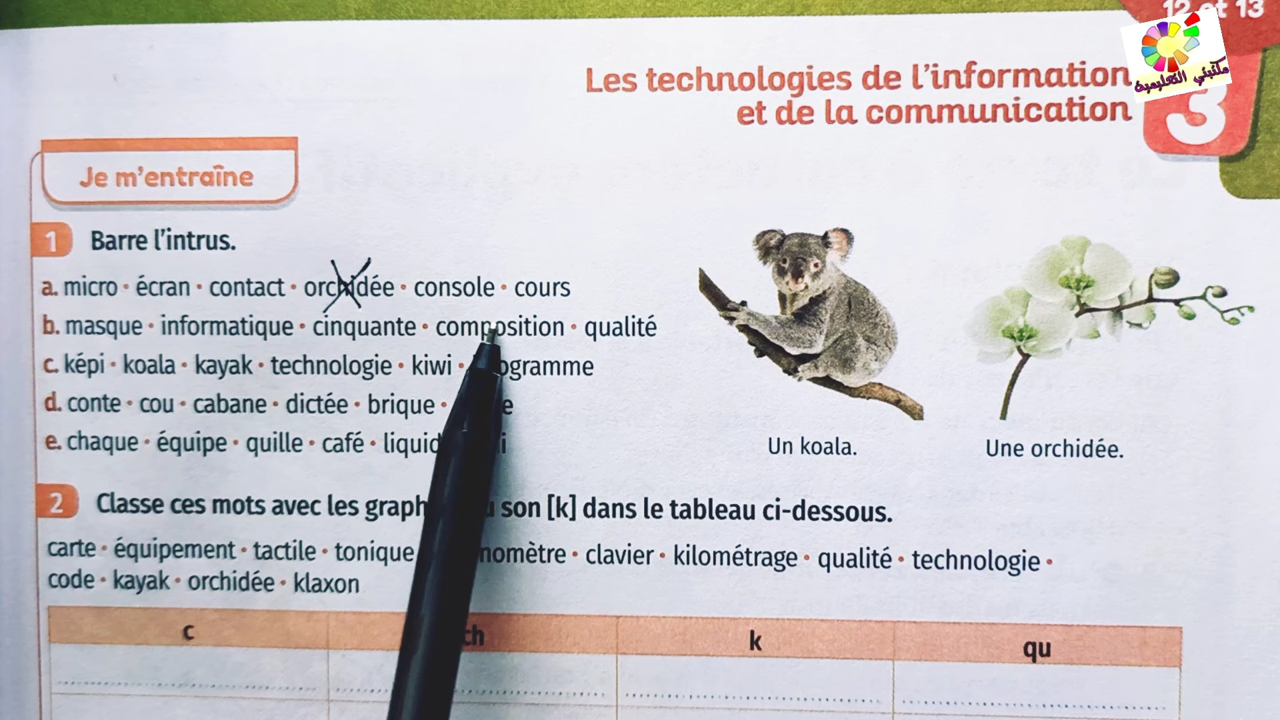 12 et 13
مكتبتي التعليمية
Les technologies de l'information
et de la communication
3
Je m'entraîne
1 Barre l'intrus.
a. micro • écran • contact • orchidée • console • cours
b. masque • informatique • cinquante • composition • qualité
c. képi • koala • kayak • technologie • kiwi • ogramme
d. conte • cou • cabane • dictée • brique • e
e. chaque • équipe • quille • café • liquid i
Un koala.
Une orchidée.
2 Classe ces mots avec les graph son [k] dans le tableau ci-dessous.
carte • équipement • tactile • tonique nomètre • clavier • kilométrage • qualité • technologie •
code • kayak • orchidée • klaxon
c ch k qu